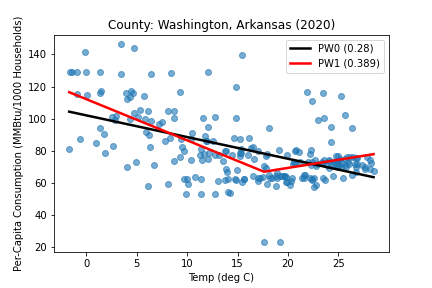 County: Washington, Arkansas (2020)
PW0 (0.28)
PW1 (0.389)
Per-Capita Consumption (MMBtu/1000 Households)
140
120
100
80
60
40
20
0
5
10
15
20
25
Temp (deg C)